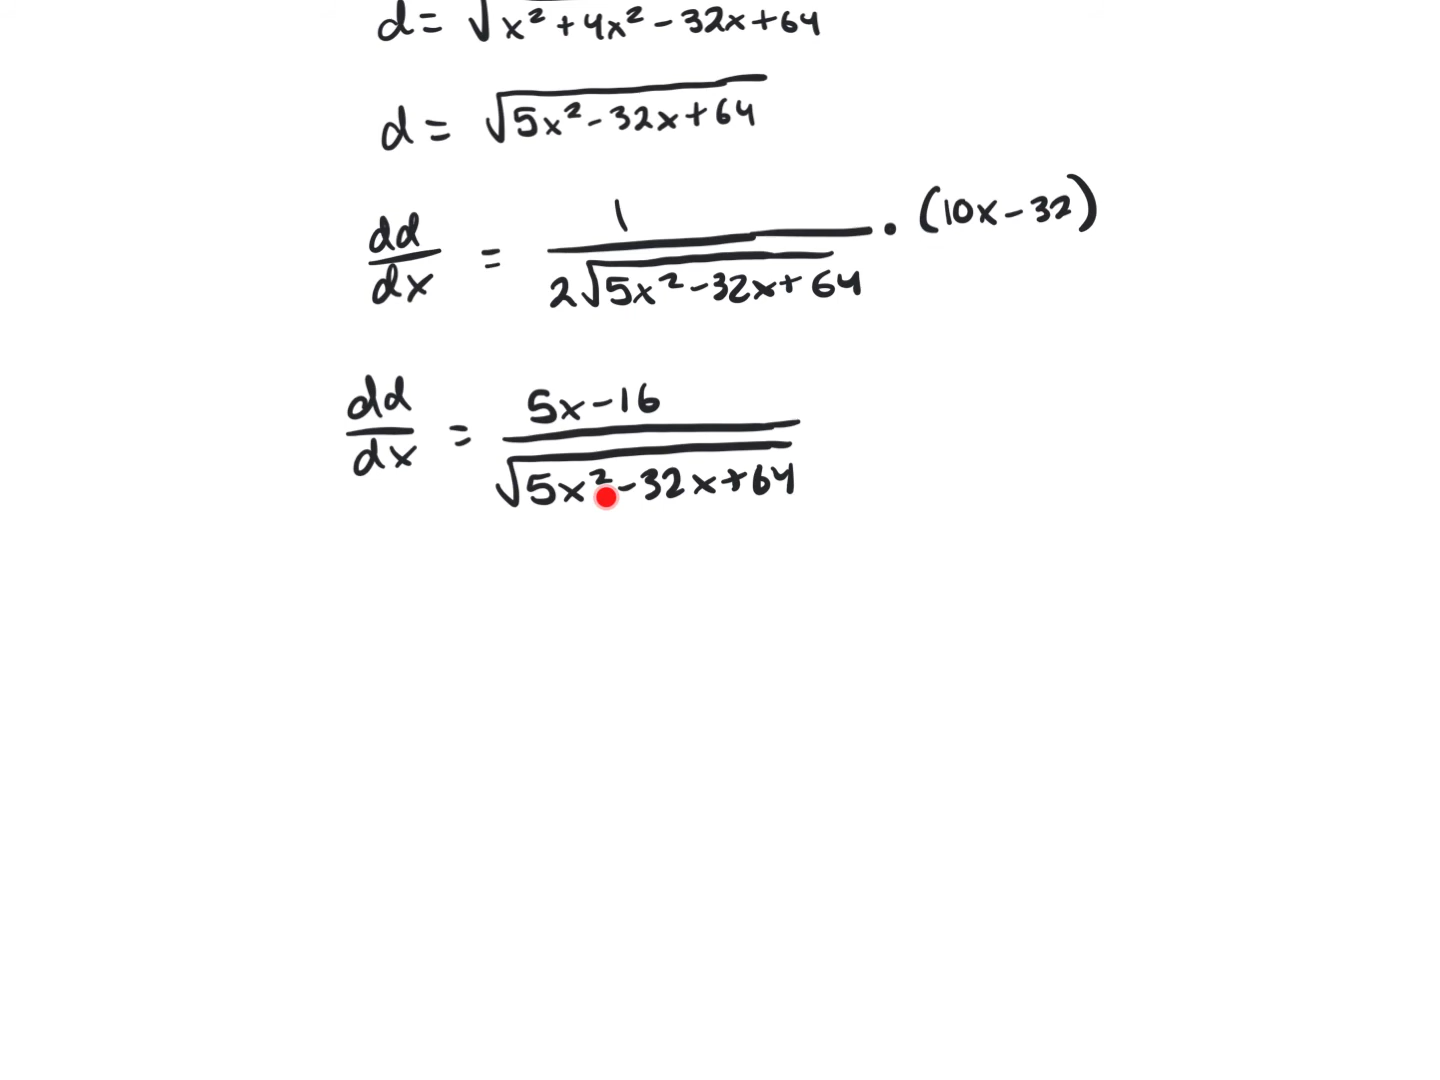 d = √x² + 4x² - 32x + 64
d = √5x² - 32x + 64
dd/dx = 1/2√5x² - 32x + 64 · (10x - 32)
dd/dx = 5x - 16/√5x² - 32x + 64